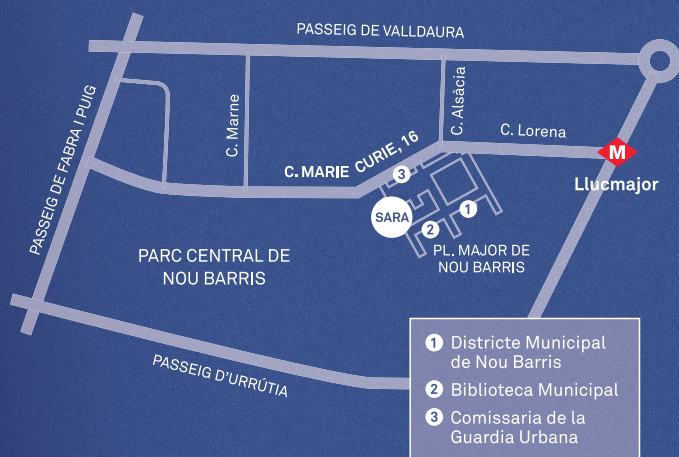 PASSEIG DE VALLDAURA
PASSEIG DE FABRA I PUIG
C. Marne
C. Alsàcia
C. Lorena
C. MARIE CURIE, 16
M
Llucmajor
3
SARA
1
2
PARC CENTRAL DE
NOU BARRIS
PL. MAJOR DE
NOU BARRIS
PASSEIG D'URRÚTIA
1 Districte Municipal
de Nou Barris
2 Biblioteca Municipal
3 Comissaria de la
Guardia Urbana